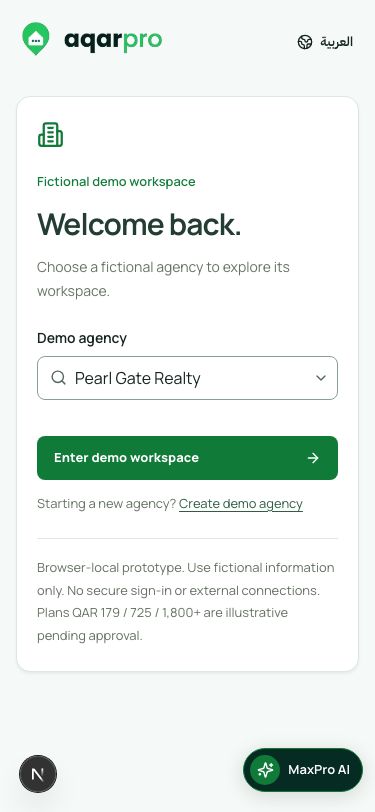 aqarpro
العربية
Fictional demo workspace
Welcome back.
Choose a fictional agency to explore its
workspace.
Demo agency
Pearl Gate Realty
Enter demo workspace
Starting a new agency? Create demo agency
Browser-local prototype. Use fictional information
only. No secure sign-in or external connections.
Plans QAR 179 / 725 / 1,800+ are illustrative
pending approval.
N
MaxPro AI